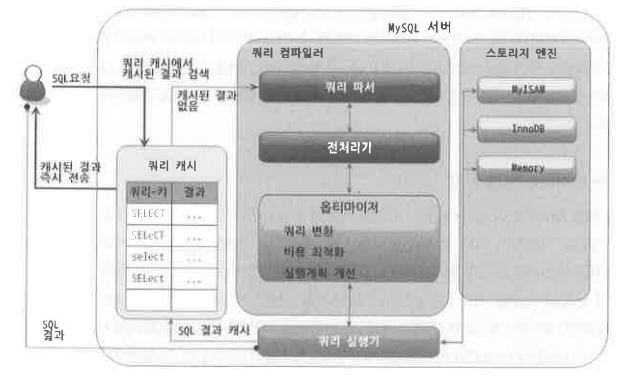 MySQL 서버
쿼리 컴파일러
스토리지 엔진
쿼리 캐시에서
캐시된 결과 검색
SQL요청
쿼리 파서
MyISAM
캐시된 결과
없음
InnoDB
전처리기
쿼리 캐시
Memory
캐시된 결과
즉시 전송
쿼리-키 결과
SELECT ...
SELeCT ...
select ...
SELect ...
옵티마이저
쿼리 변환
비용 최적화
실행계획 개선
SQL
결과
SQL 결과 캐시
쿼리 실행기